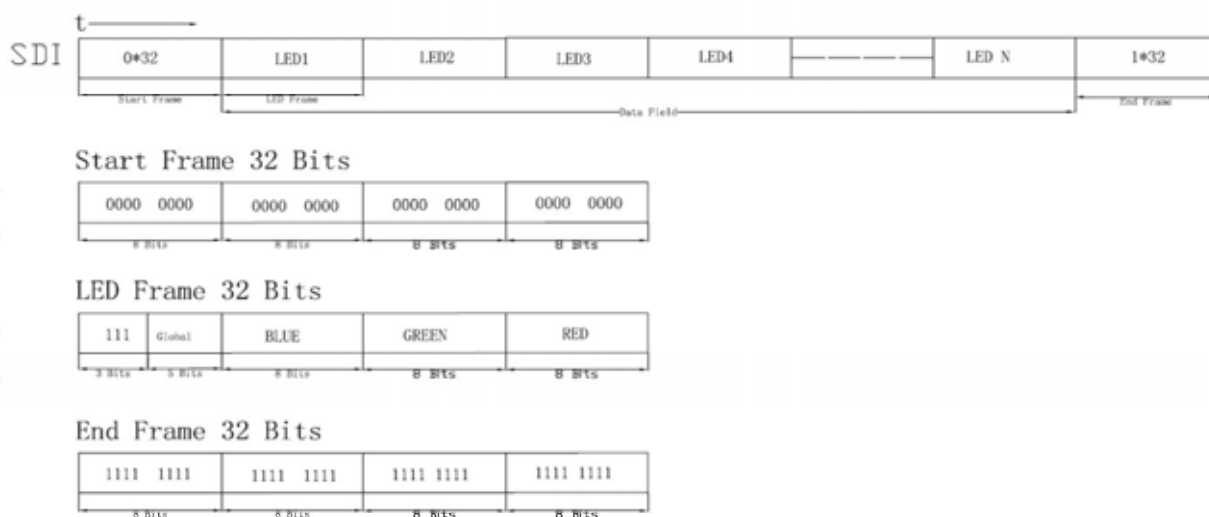 t
SDI 0*32 LED1 LED2 LED3 LED4 LED N 1*32
Start Frame LED Frame End Frame
Data Field
Start Frame 32 Bits
0000 0000 0000 0000 0000 0000 0000 0000
8 Bits 8 Bits 8 Bits 8 Bits
LED Frame 32 Bits
111 Global BLUE GREEN RED
3 Bits 5 Bits 8 Bits 8 Bits 8 Bits
End Frame 32 Bits
1111 1111 1111 1111 1111 1111 1111 1111
8 Bits 8 Bits 8 Bits 8 Bits